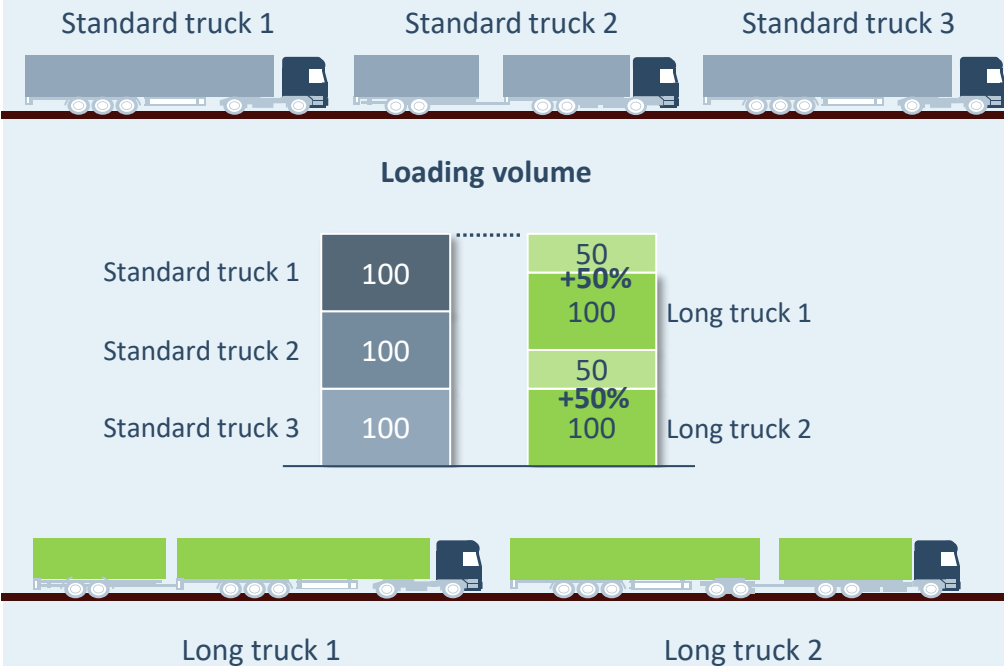 Standard truck 1 Standard truck 2 Standard truck 3
Loading volume
50
Standard truck 1 100 +50%
100 Long truck 1
Standard truck 2 100
50
+50%
Standard truck 3 100 100 Long truck 2
Long truck 1 Long truck 2